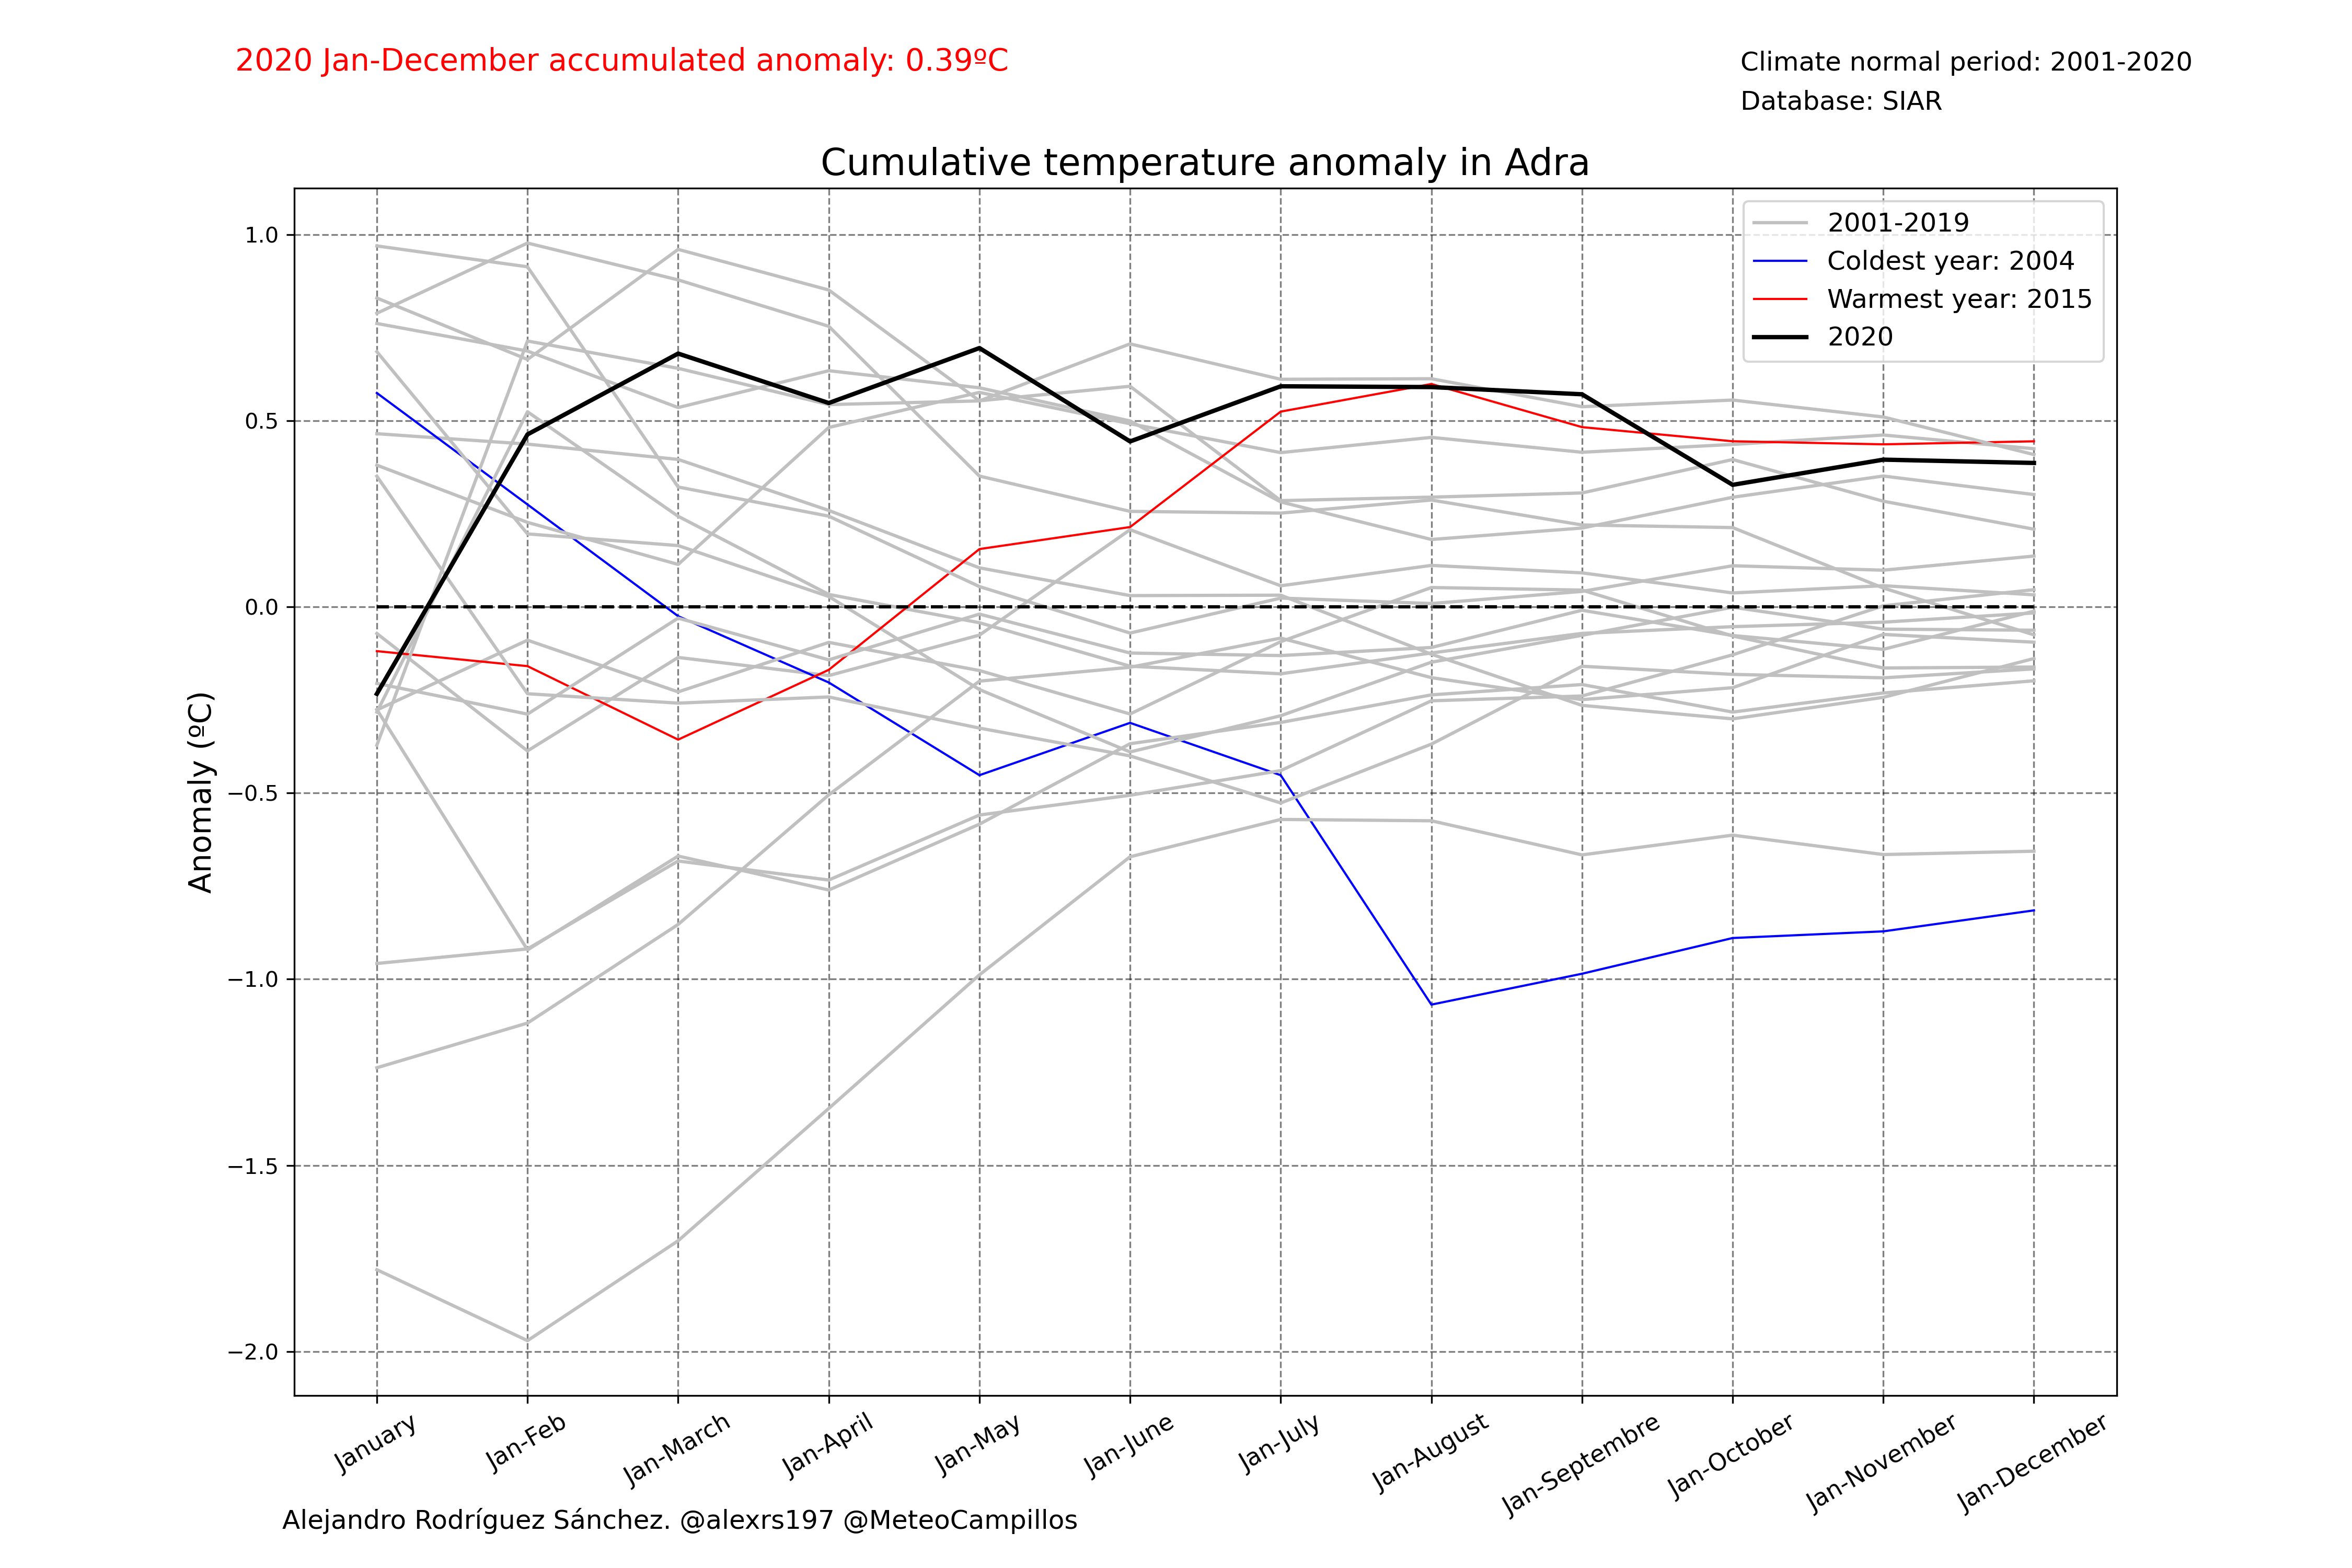 2020 Jan-December accumulated anomaly: 0.39ºC
Climate normal period: 2001-2020
Database: SIAR
Cumulative temperature anomaly in Adra
2001-2019
Coldest year: 2004
Warmest year: 2015
2020
Anomaly (ºC)
1.0
0.5
0.0
−0.5
−1.0
−1.5
−2.0
January
Jan-Feb
Jan-March
Jan-April
Jan-May
Jan-June
Jan-July
Jan-August
Jan-Septembre
Jan-October
Jan-November
Jan-December
Alejandro Rodríguez Sánchez. @alexrs197 @MeteoCampillos